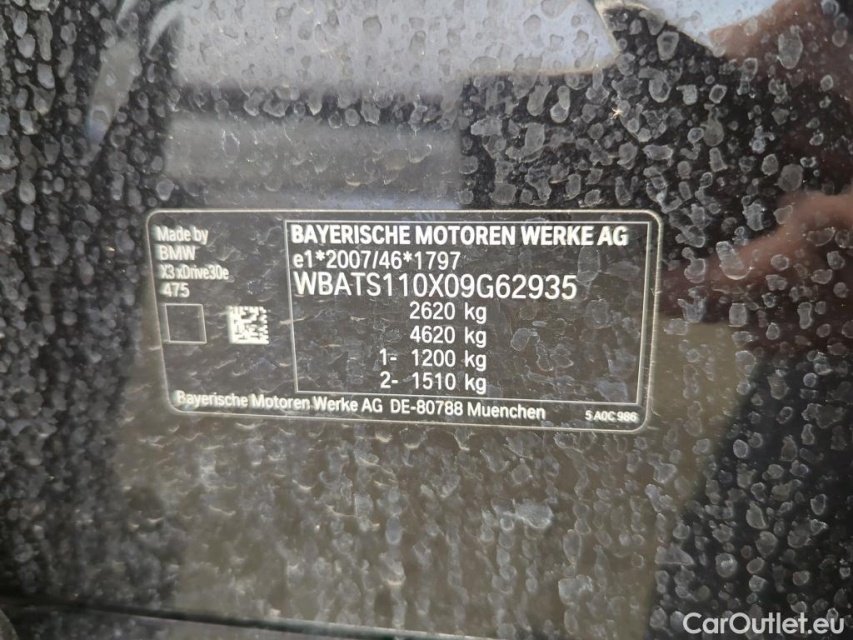 Made by
BMW
X3 xDrive30e
475
BAYERISCHE MOTOREN WERKE AG
e1*2007/46*1797
WBATS110X09G62935
2620 kg
4620 kg
1- 1200 kg
2- 1510 kg
Bayerische Motoren Werke AG DE-80788 Muenchen
5 A0C 986
CarOutlet.eu